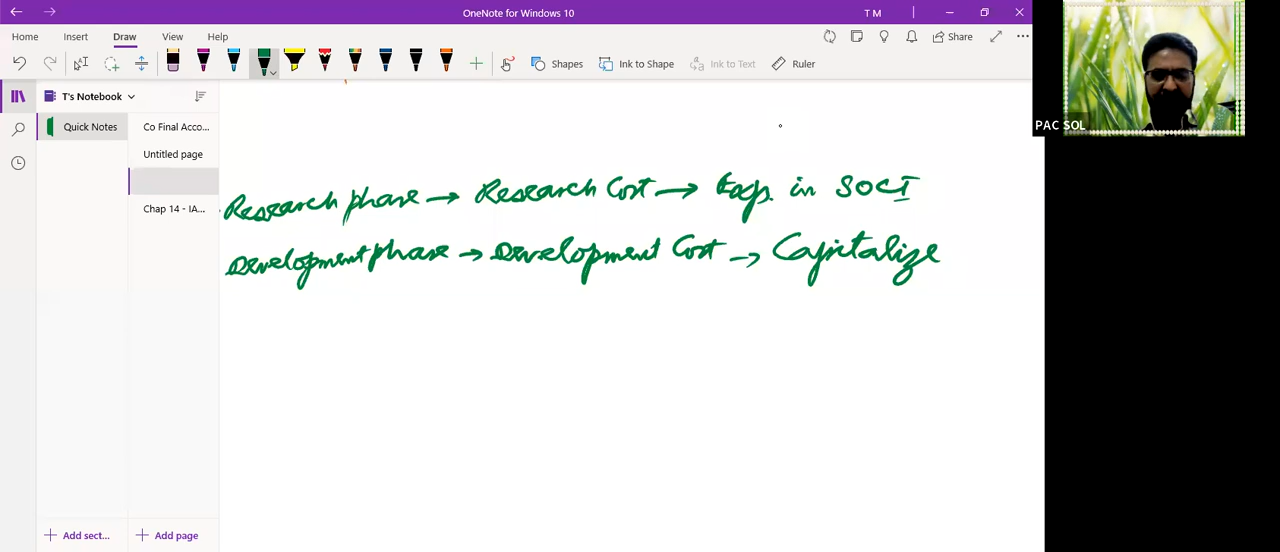 OneNote for Windows 10
T M
Home Insert Draw View Help
Share
Shapes Ink to Shape Ink to Text Ruler
T's Notebook
Quick Notes
Co Final Acco...
Untitled page
Chap 14 - IA...
Research phase → Research Cost → Exp. in SOCI
Development phase → Development Cost → Capitalize
Add sect...
Add page
PAC SOL